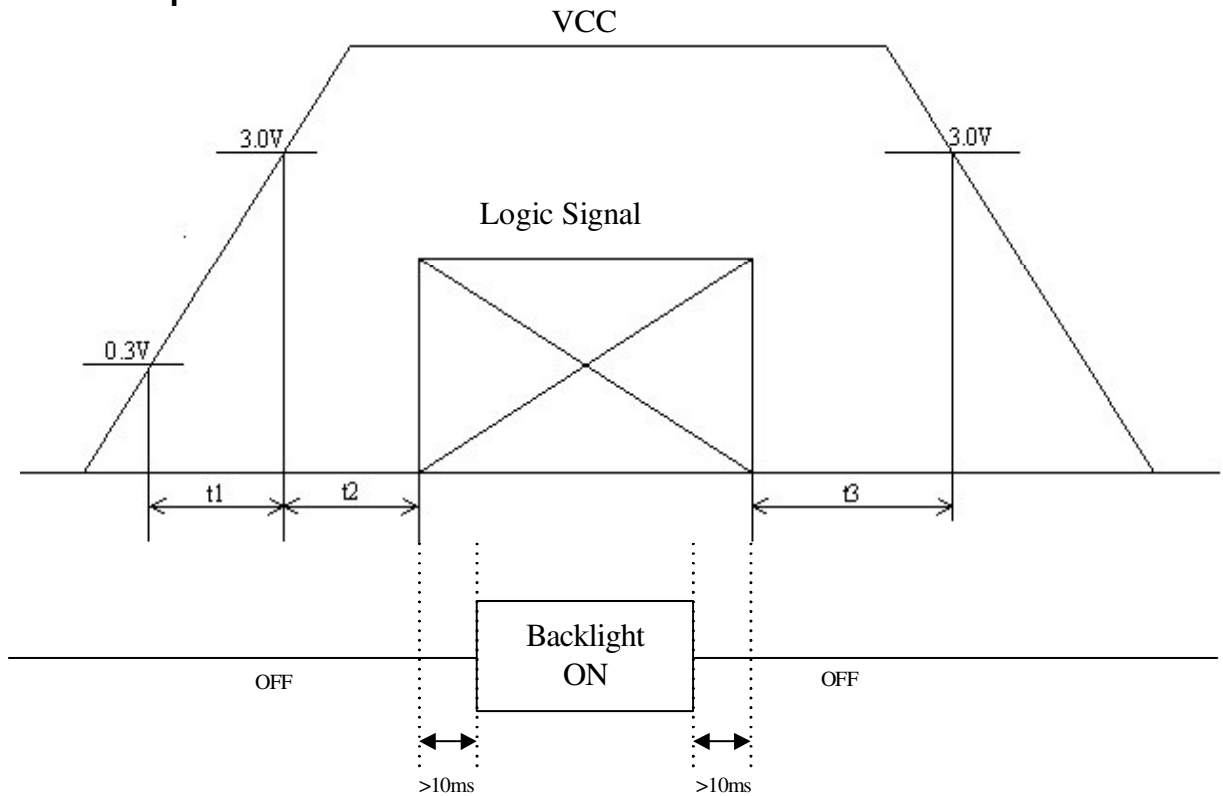 VCC
3.0V
3.0V
Logic Signal
0.3V
t1
t2
t3
Backlight
ON
OFF
OFF
>10ms
>10ms